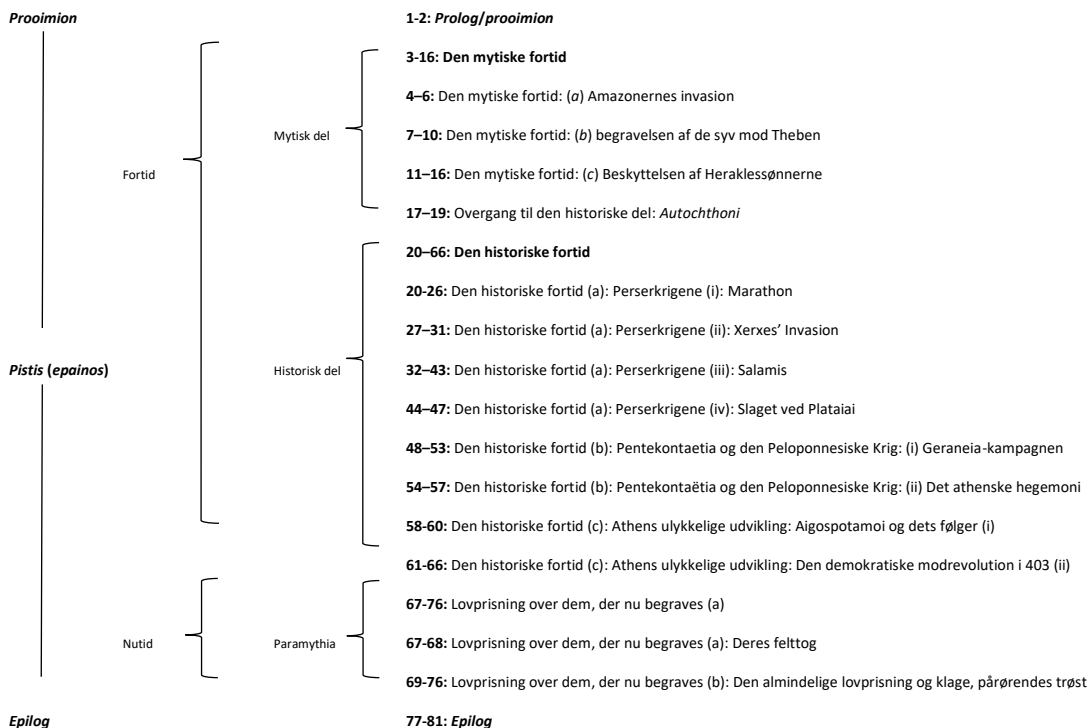 Prooimion
1-2: Prolog/prooimion
3-16: Den mytiske fortid
4–6: Den mytiske fortid: (a) Amazonernes invasion
Mytisk del
7–10: Den mytiske fortid: (b) begravelsen af de syv mod Theben
Fortid
11–16: Den mytiske fortid: (c) Beskyttelsen af Heraklessønnerne
17–19: Overgang til den historiske del: Autochthoni
20–66: Den historiske fortid
20-26: Den historiske fortid (a): Perserkrigene (i): Marathon
27–31: Den historiske fortid (a): Perserkrigene (ii): Xerxes’ Invasion
Pistis (epainos)
Historisk del
32–43: Den historiske fortid (a): Perserkrigene (iii): Salamis
44–47: Den historiske fortid (a): Perserkrigene (iv): Slaget ved Plataiai
48–53: Den historiske fortid (b): Pentekontaetia og den Peloponnesiske Krig: (i) Geraneia-kampagnen
54–57: Den historiske fortid (b): Pentekontaëtia og den Peloponnesiske Krig: (ii) Det athenske hegemoni
58-60: Den historiske fortid (c): Athens ulykkelige udvikling: Aigospotamoi og dets følger (i)
61-66: Den historiske fortid (c): Athens ulykkelige udvikling: Den demokratiske modrevolution i 403 (ii)
67-76: Lovprisning over dem, der nu begraves (a)
Nutid
Paramythia
67-68: Lovprisning over dem, der nu begraves (a): Deres felttog
69-76: Lovprisning over dem, der nu begraves (b): Den almindelige lovprisning og klage, pårørendes trøst
Epilog
77-81: Epilog